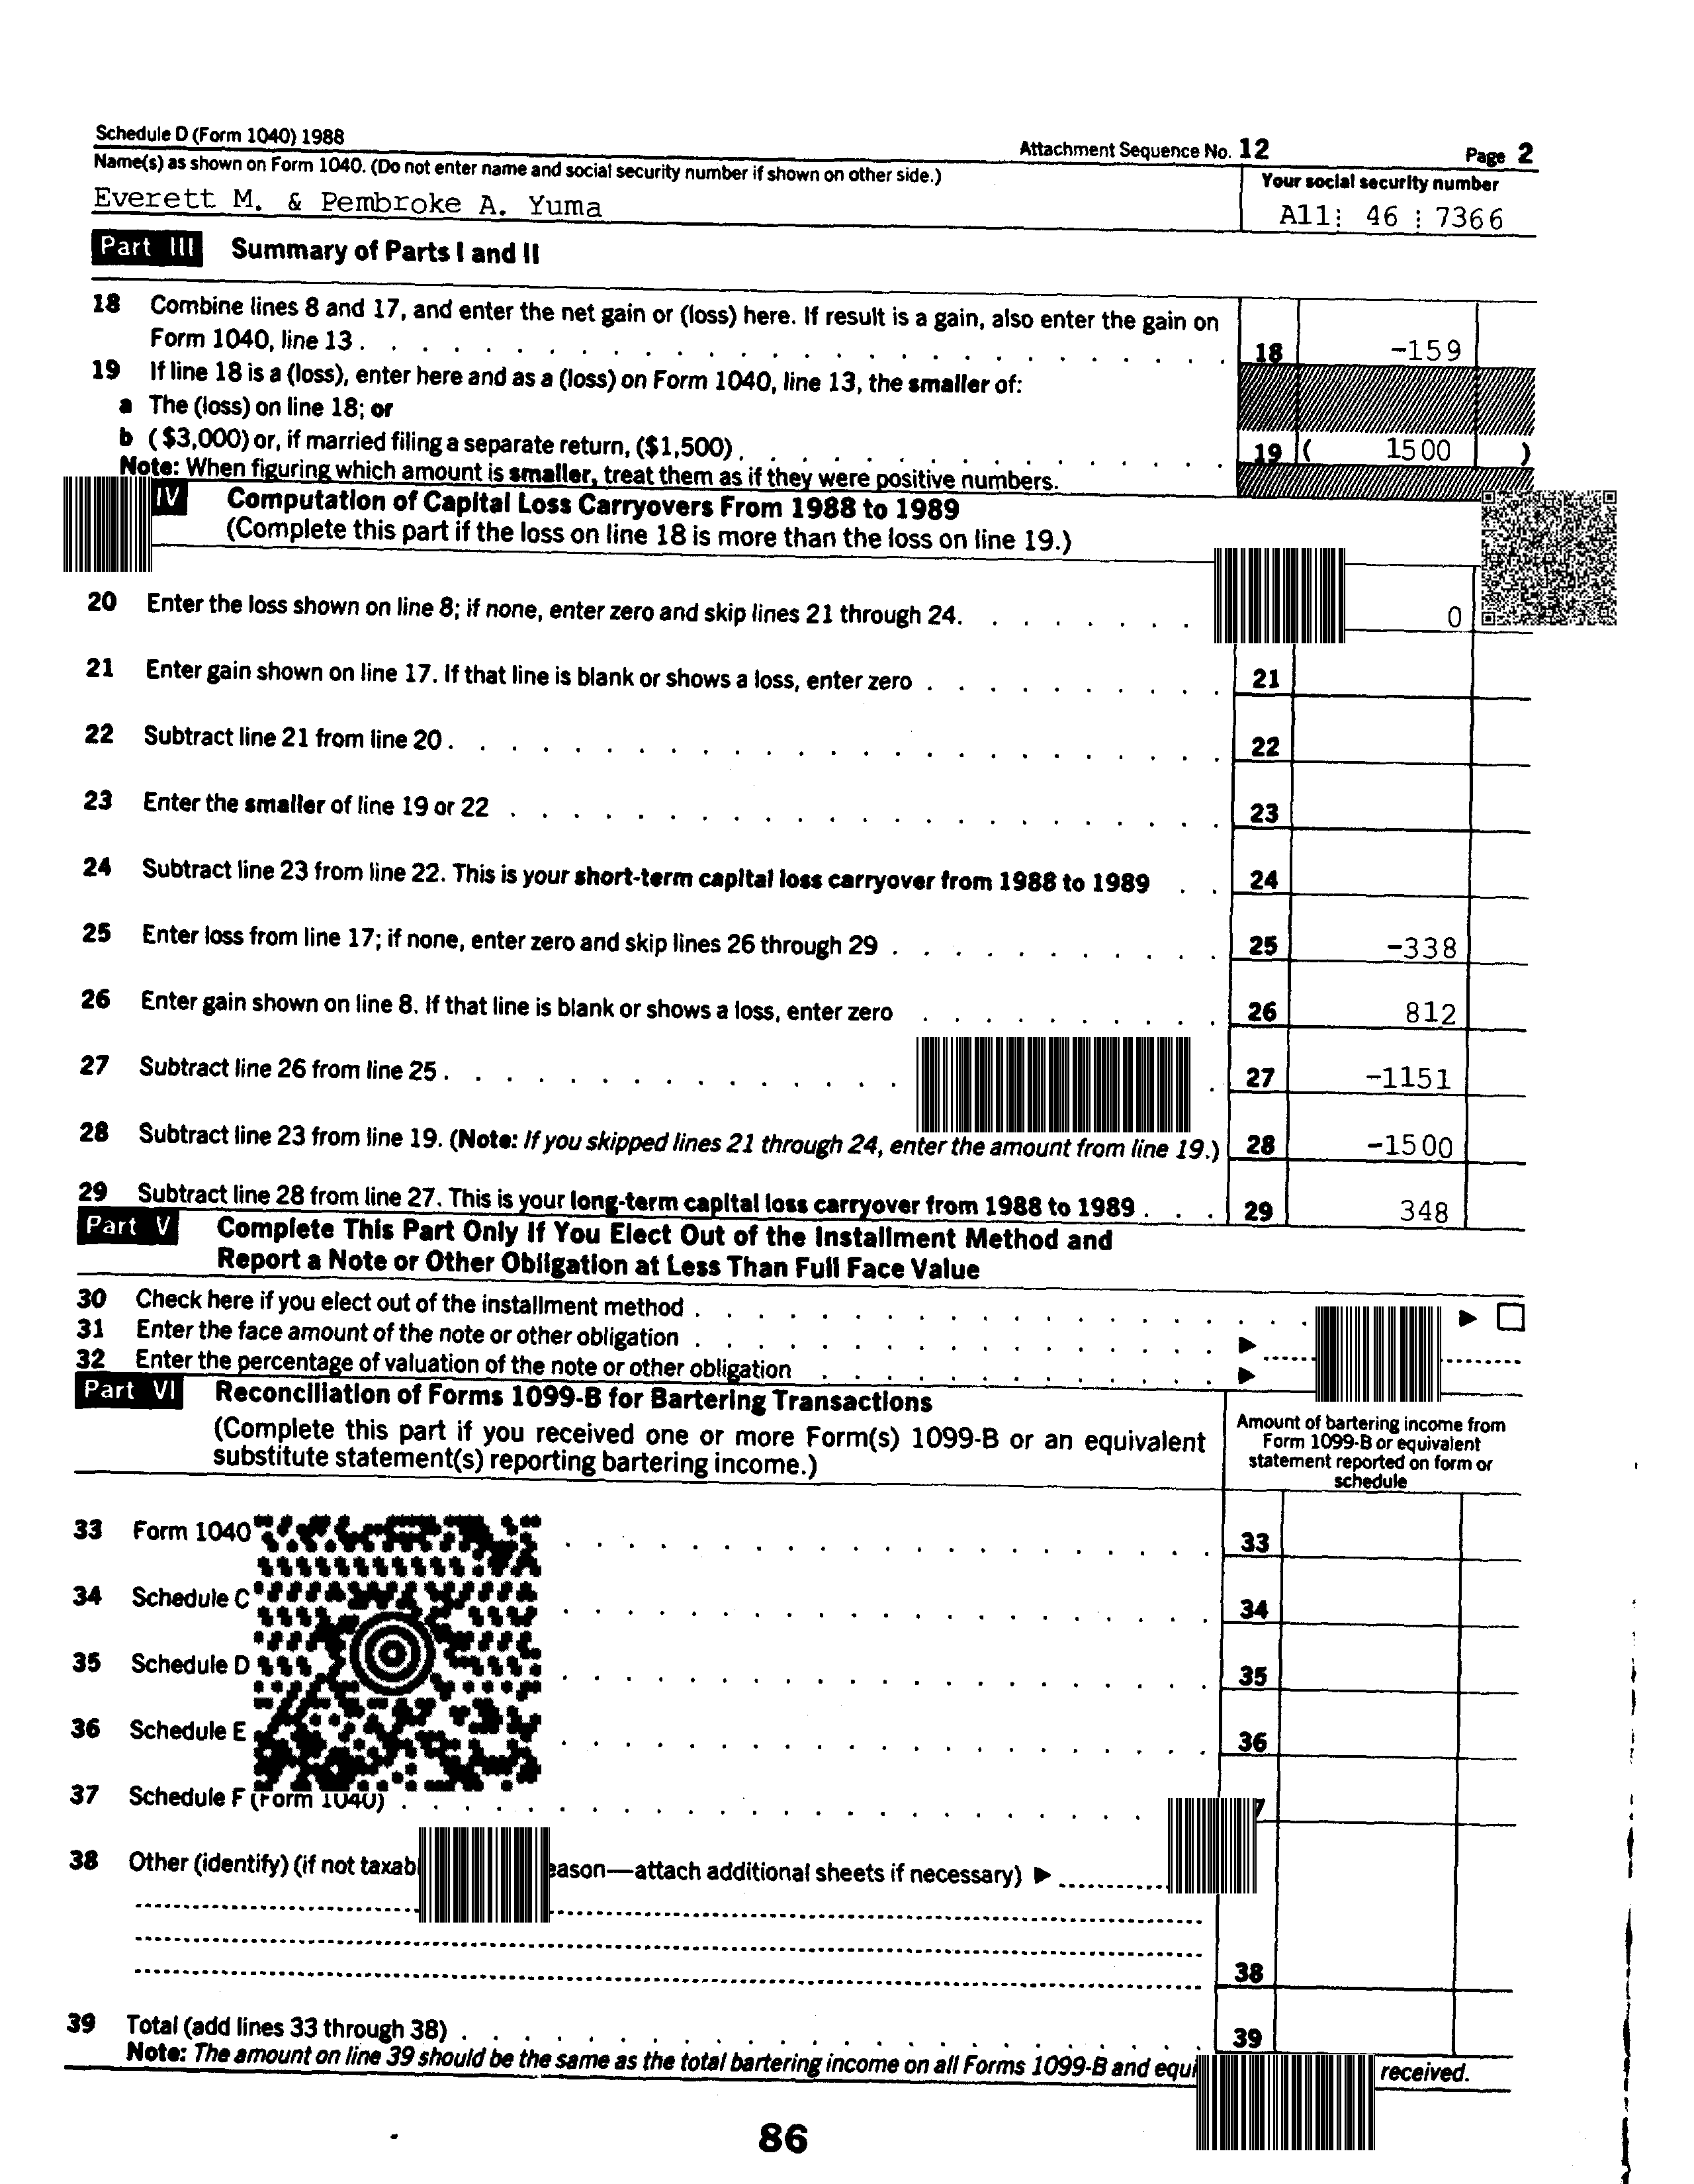 Schedule D (Form 1040) 1988 Attachment Sequence No. 12 Page 2
Name(s) as shown on Form 1040. (Do not enter name and social security number if shown on other side.) Your social security number
Everett M. & Pembroke A. Yuma A11: 46 : 7366
Part III Summary of Parts I and II
18 Combine lines 8 and 17, and enter the net gain or (loss) here. If result is a gain, also enter the gain on
Form 1040, line 13 . 18 -159
19 If line 18 is a (loss), enter here and as a (loss) on Form 1040, line 13, the smaller of:
a The (loss) on line 18; or
b ($3,000) or, if married filing a separate return, ($1,500) . 19 ( 1500 )
Note: When figuring which amount is smaller, treat them as if they were positive numbers.
IV Computation of Capital Loss Carryovers From 1988 to 1989
(Complete this part if the loss on line 18 is more than the loss on line 19.)
20 Enter the loss shown on line 8; if none, enter zero and skip lines 21 through 24. 0
21 Enter gain shown on line 17. If that line is blank or shows a loss, enter zero . 21
22 Subtract line 21 from line 20 . 22
23 Enter the smaller of line 19 or 22 . 23
24 Subtract line 23 from line 22. This is your short-term capital loss carryover from 1988 to 1989 . 24
25 Enter loss from line 17; if none, enter zero and skip lines 26 through 29 . 25 -338
26 Enter gain shown on line 8. If that line is blank or shows a loss, enter zero . 26 812
27 Subtract line 26 from line 25 . 27 -1151
28 Subtract line 23 from line 19. (Note: If you skipped lines 21 through 24, enter the amount from line 19.) 28 -1500
29 Subtract line 28 from line 27. This is your long-term capital loss carryover from 1988 to 1989 . 29 348
Part V Complete This Part Only If You Elect Out of the Installment Method and
Report a Note or Other Obligation at Less Than Full Face Value
30 Check here if you elect out of the installment method . ▶ ☐
31 Enter the face amount of the note or other obligation . ▶
32 Enter the percentage of valuation of the note or other obligation . ▶
Part VI Reconciliation of Forms 1099-B for Bartering Transactions
(Complete this part if you received one or more Form(s) 1099-B or an equivalent
substitute statement(s) reporting bartering income.)
Amount of bartering income from
Form 1099-B or equivalent
statement reported on form or
schedule
33 Form 1040 33
34 Schedule C 34
35 Schedule D 35
36 Schedule E 36
37 Schedule F (Form 1040) . 7
38 Other (identify) (if not taxab eason—attach additional sheets if necessary) ▶
38
39 Total (add lines 33 through 38) . 39
Note: The amount on line 39 should be the same as the total bartering income on all Forms 1099-B and equi received.
86